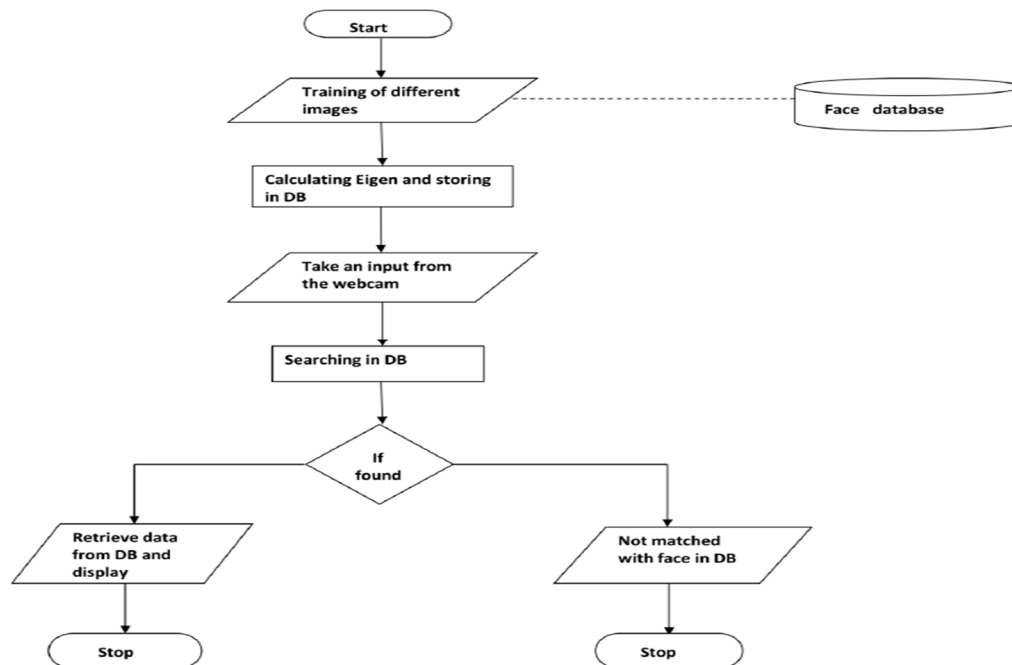 Start
Training of different
images
Face database
Calculating Eigen and storing
in DB
Take an input from
the webcam
Searching in DB
If
found
Retrieve data
from DB and
display
Not matched
with face in DB
Stop
Stop